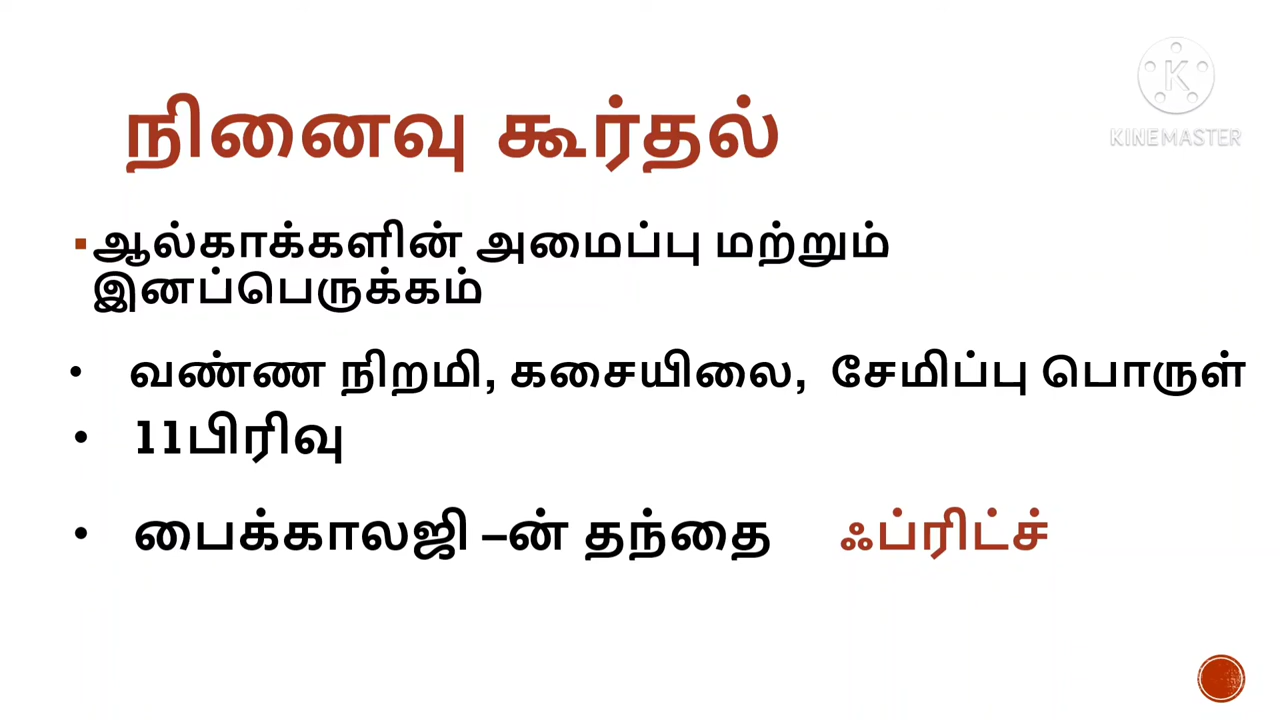 நினைவு கூர்தல்
KINEMASTER
▪ஆல்காக்களின் அமைப்பு மற்றும்
இனப்பெருக்கம்
• வண்ண நிறமி, கசையிலை, சேமிப்பு பொருள்
• 11பிரிவு
• பைக்காலஜி –ன் தந்தை ஃப்ரிட்ச்